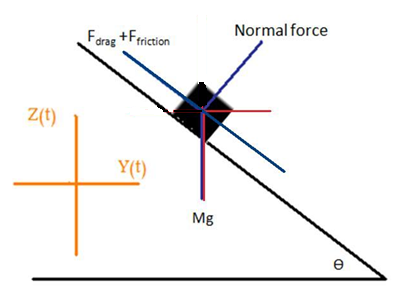 F_drag +F_friction
Normal force
Z(t)
Y(t)
Mg
Θ